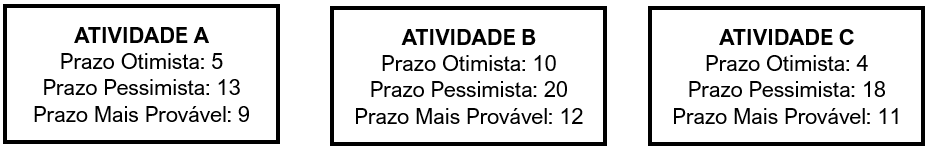 ATIVIDADE A
Prazo Otimista: 5
Prazo Pessimista: 13
Prazo Mais Provável: 9
ATIVIDADE B
Prazo Otimista: 10
Prazo Pessimista: 20
Prazo Mais Provável: 12
ATIVIDADE C
Prazo Otimista: 4
Prazo Pessimista: 18
Prazo Mais Provável: 11